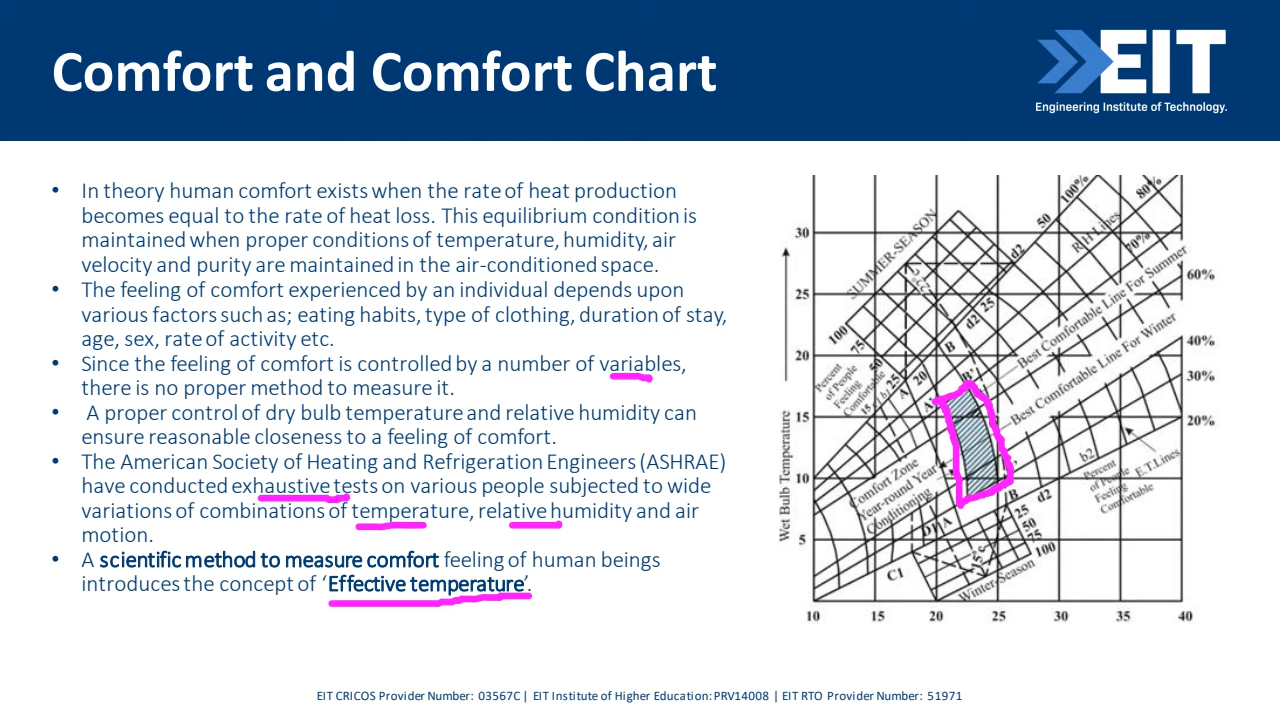 Comfort and Comfort Chart
EIT
Engineering Institute of Technology.
• In theory human comfort exists when the rate of heat production
becomes equal to the rate of heat loss. This equilibrium condition is
maintained when proper conditions of temperature, humidity, air
velocity and purity are maintained in the air-conditioned space.
• The feeling of comfort experienced by an individual depends upon
various factors such as; eating habits, type of clothing, duration of stay,
age, sex, rate of activity etc.
• Since the feeling of comfort is controlled by a number of variables,
there is no proper method to measure it.
• A proper control of dry bulb temperature and relative humidity can
ensure reasonable closeness to a feeling of comfort.
• The American Society of Heating and Refrigeration Engineers (ASHRAE)
have conducted exhaustive tests on various people subjected to wide
variations of combinations of temperature, relative humidity and air
motion.
• A scientific method to measure comfort feeling of human beings
introduces the concept of ‘Effective temperature’.
Wet Bulb Temperature
30
25
20
15
10
5
10 15 20 25 30 35 40
SUMMER-SEASON
100
75
50
25
20
15
Percent
of People
Feeling
Comfortable
A
B
A'
B'
d2
25
d2
50
100%
80%
R.H Lines
70%
60%
40%
30%
20%
Best Comfortable Line For Summer
Best Comfortable Line For Winter
Comfort Zone
Year-round Year
Conditioning
b2
Percent
of People
Feeling
Comfortable
E.T.Lines
D1
A
B
d2
25
50
75
100
15°c
C1
Winter-Season
EIT CRICOS Provider Number: 03567C | EIT Institute of Higher Education: PRV14008 | EIT RTO Provider Number: 51971